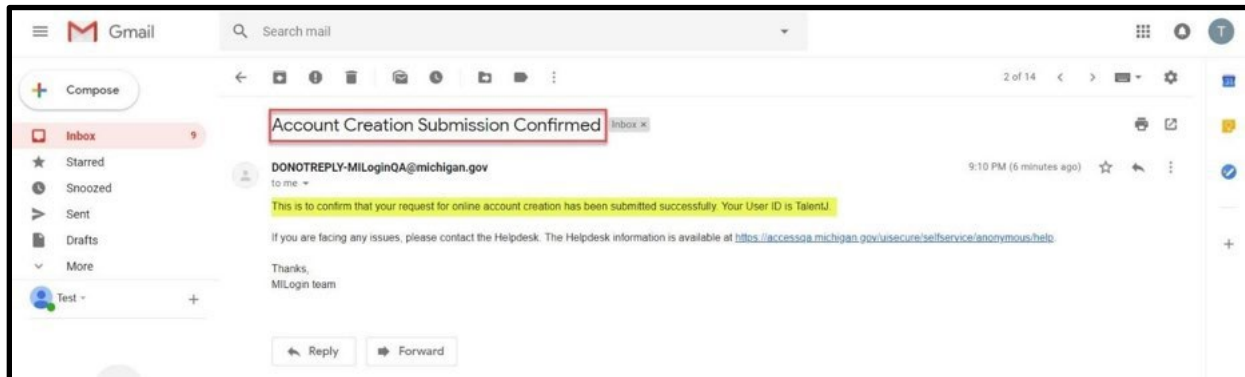 Gmail
Search mail
T
Compose
2 of 14
Inbox 9
Account Creation Submission Confirmed Inbox x
Starred
DONOTREPLY-MILoginQA@michigan.gov
9:10 PM (6 minutes ago)
to me
Snoozed
Sent
This is to confirm that your request for online account creation has been submitted successfully. Your User ID is TalentJ.
Drafts
If you are facing any issues, please contact the Helpdesk. The Helpdesk information is available at https://accessqa.michigan.gov/uisecure/selfservice/anonymous/help.
More
Thanks,
MILogin team
Test
Reply
Forward